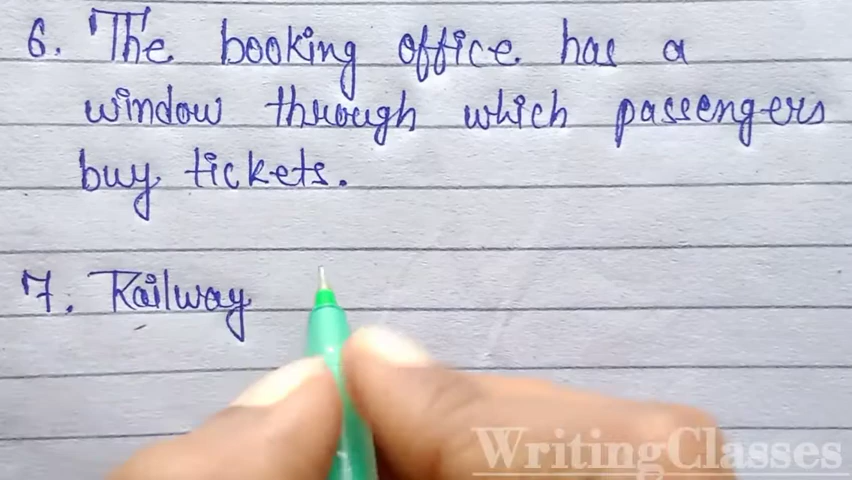 6. The booking office has a
window through which passengers
buy tickets.
7. Railway
WritingClasses